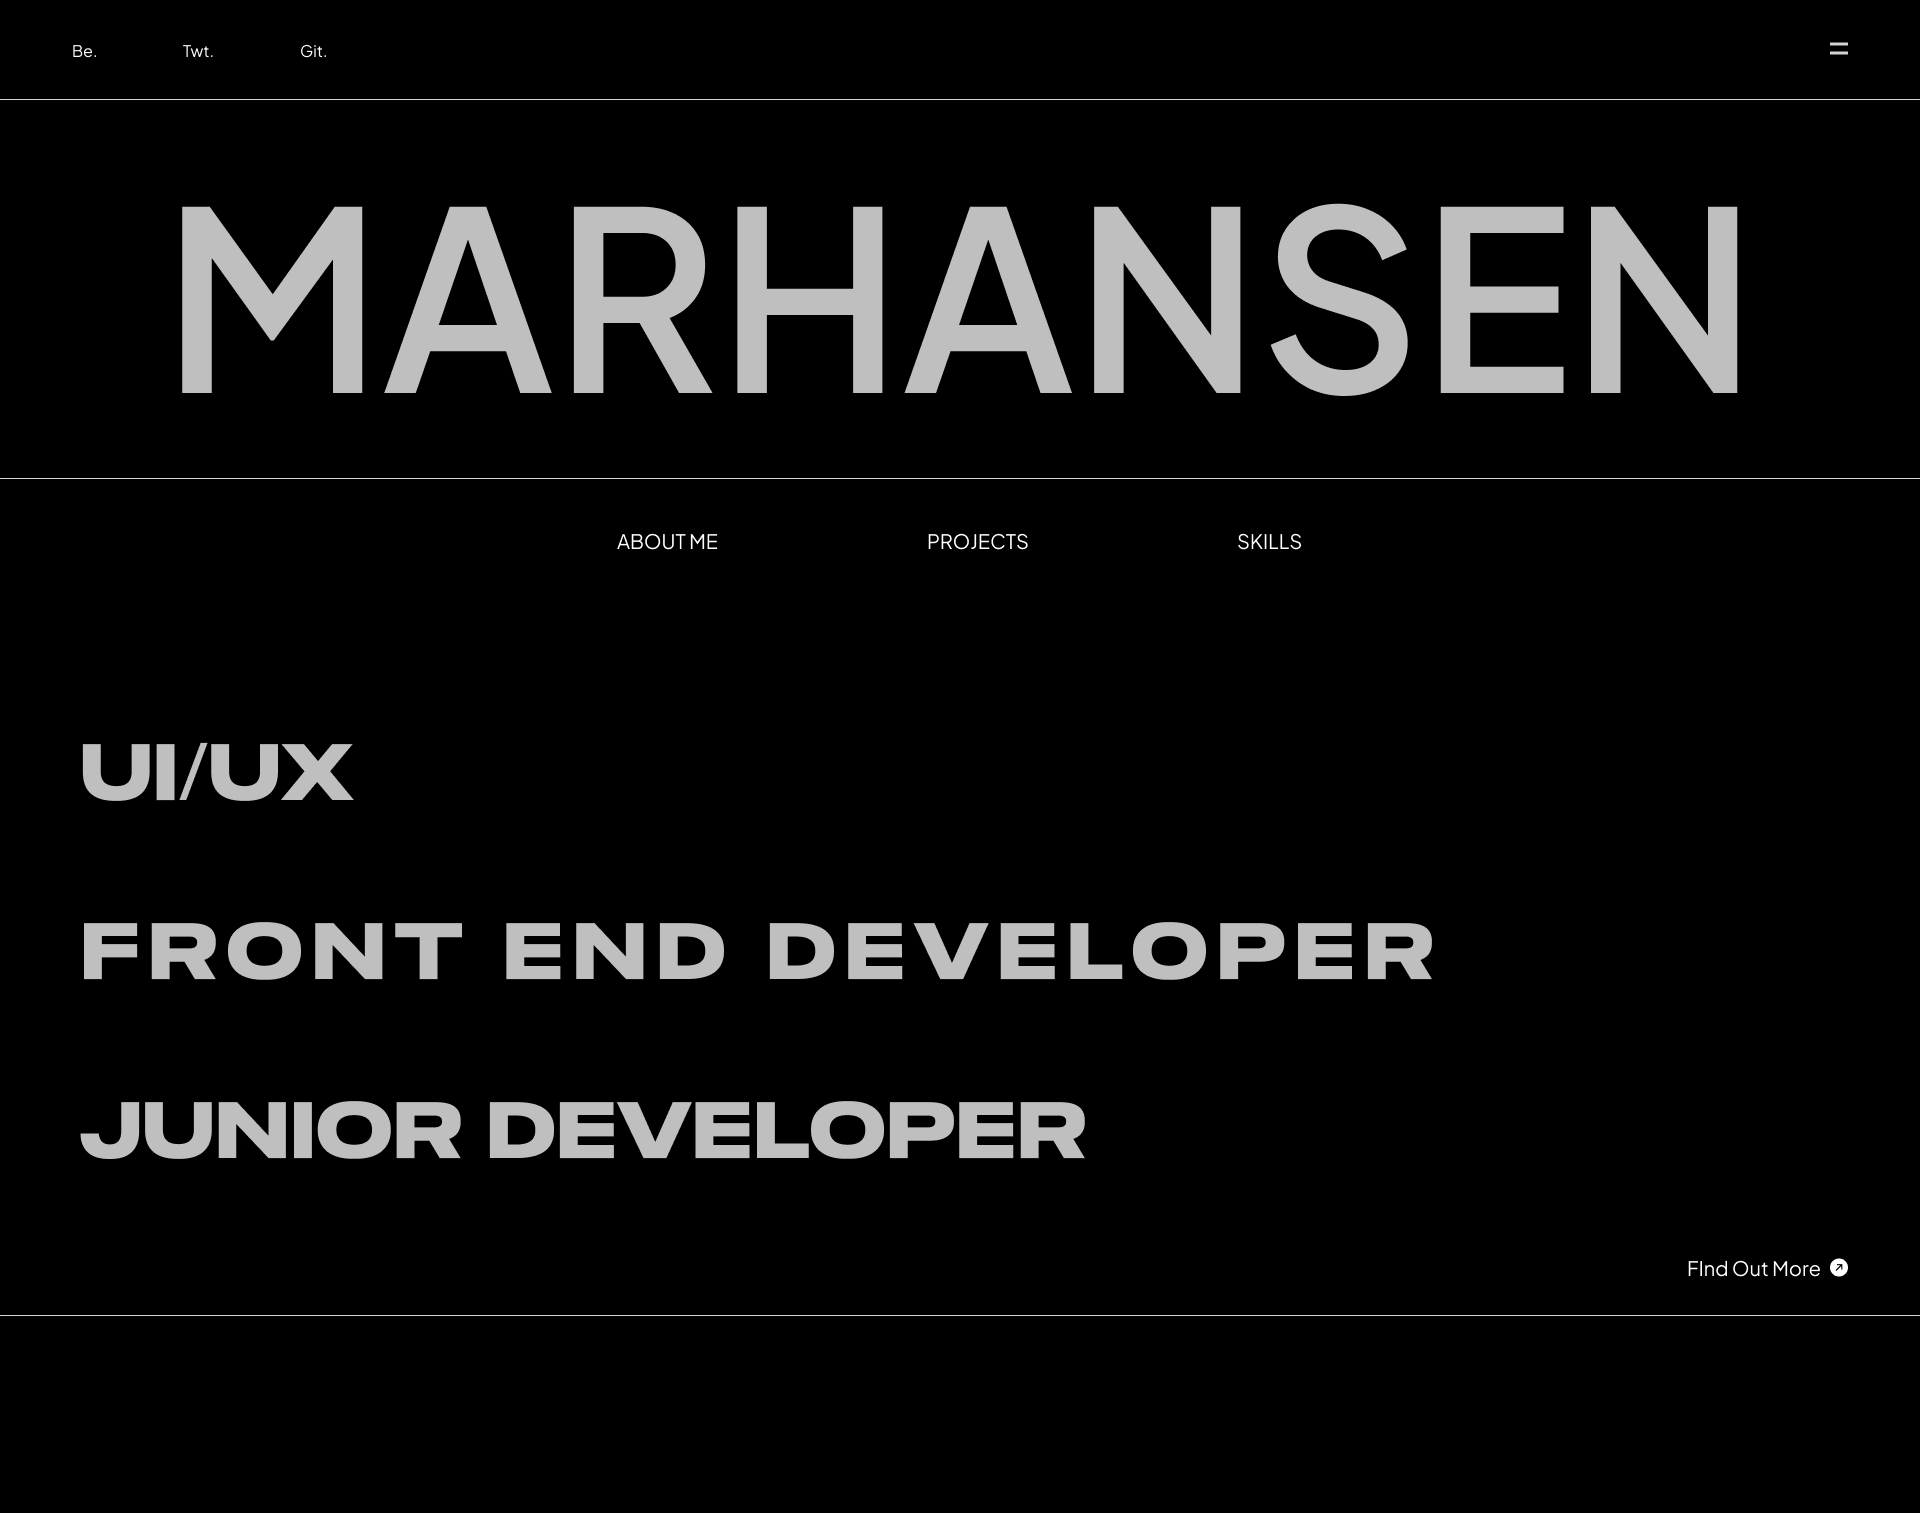 Be. Twt. Git.
MARHANSEN
ABOUT ME PROJECTS SKILLS
UI/UX
FRONT END DEVELOPER
JUNIOR DEVELOPER
FInd Out More